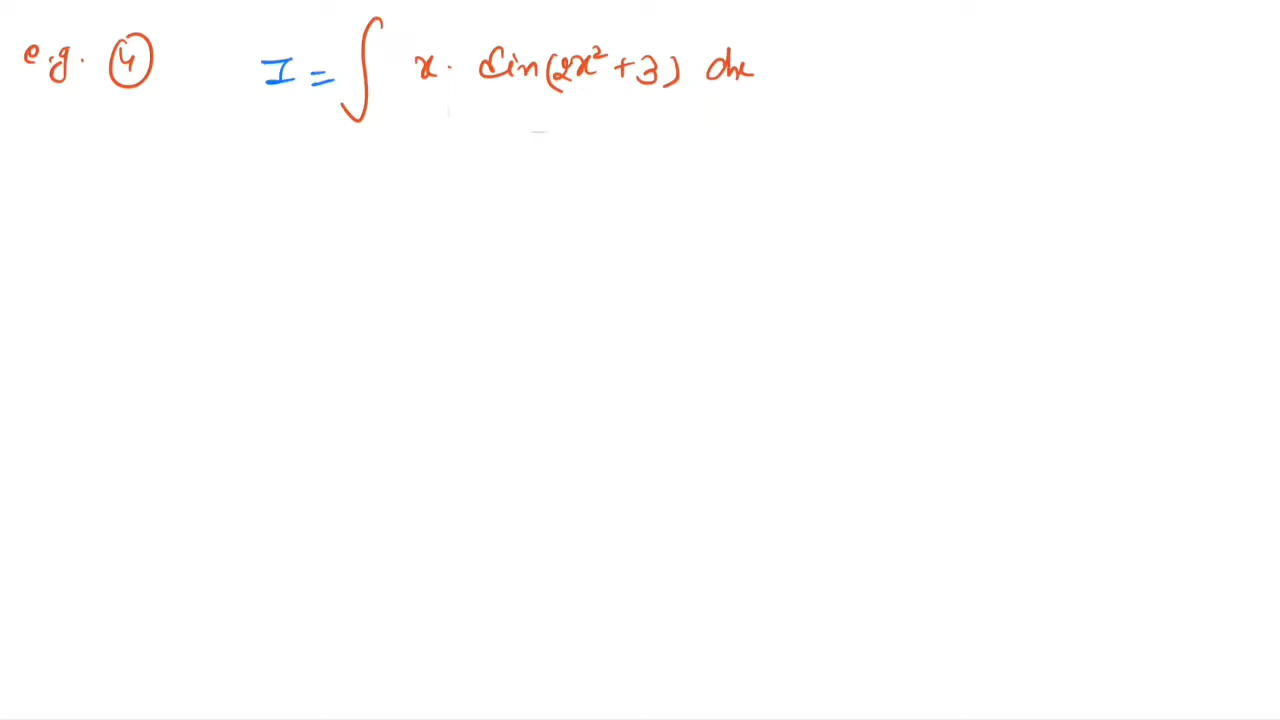 e.g. ④ I = ∫ x · sin(2x² + 3) dx